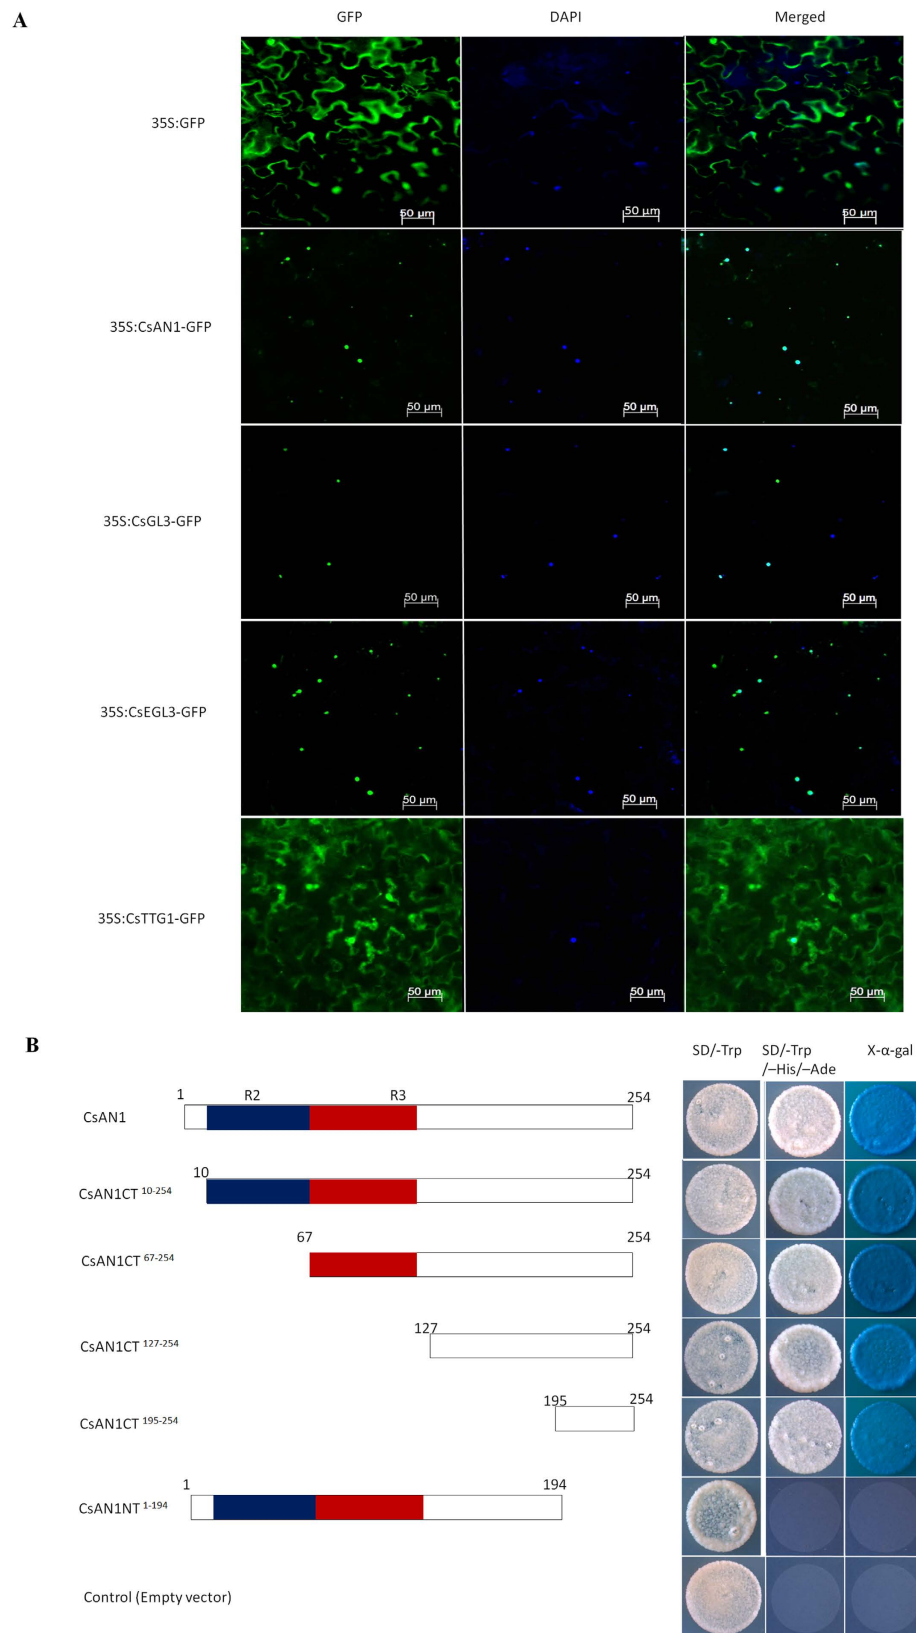 A
GFP DAPI Merged
35S:GFP
50 µm 50 µm 50 µm
35S:CsAN1-GFP
50 µm 50 µm 50 µm
35S:CsGL3-GFP
50 µm 50 µm 50 µm
35S:CsEGL3-GFP
50 µm 50 µm 50 µm
35S:CsTTG1-GFP
50 µm 50 µm 50 µm
B
SD/-Trp SD/-Trp X-α-gal
/–His/–Ade
1 R2 R3 254
CsAN1
10 254
CsAN1CT 10-254
67 254
CsAN1CT 67-254
127 254
CsAN1CT 127-254
195 254
CsAN1CT 195-254
1 194
CsAN1NT 1-194
Control (Empty vector)